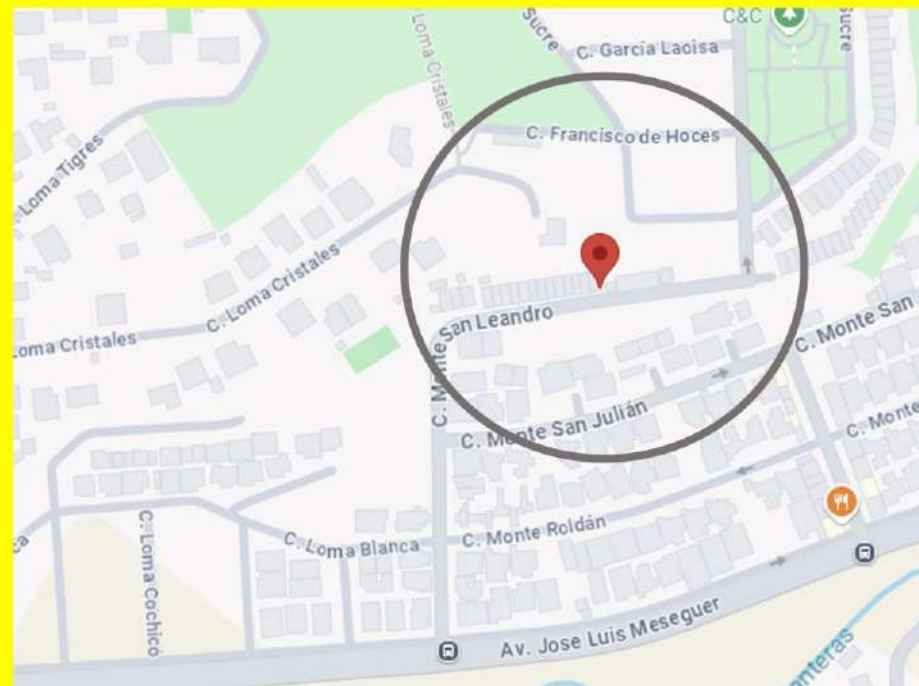 C&C
Sucre
Sucre
C. García Lacisa
Loma Cristales
C. Francisco de Hoces
Loma Tigres
C. Loma Cristales
Loma Cristales
C. Monte San Leandro
C. Monte San
C. Monte San Julián
C. Monte
C. Monte Roldán
C. Loma Blanca
C. Loma Cochicó
Av. Jose Luis Meseguer
anteras